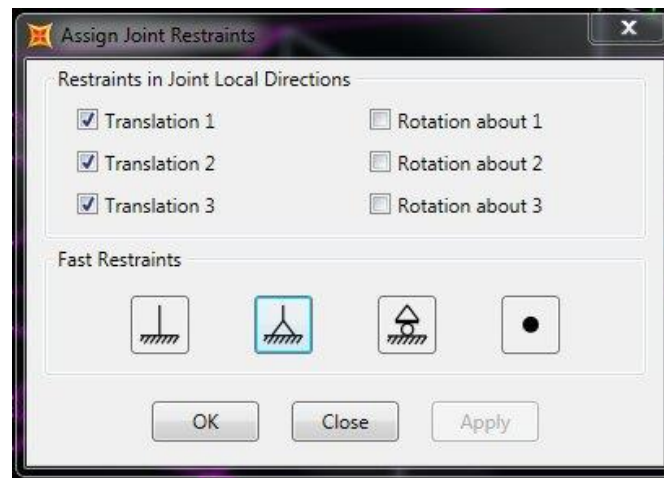 Assign Joint Restraints
Restraints in Joint Local Directions
Translation 1 Rotation about 1
Translation 2 Rotation about 2
Translation 3 Rotation about 3
Fast Restraints
OK Close Apply